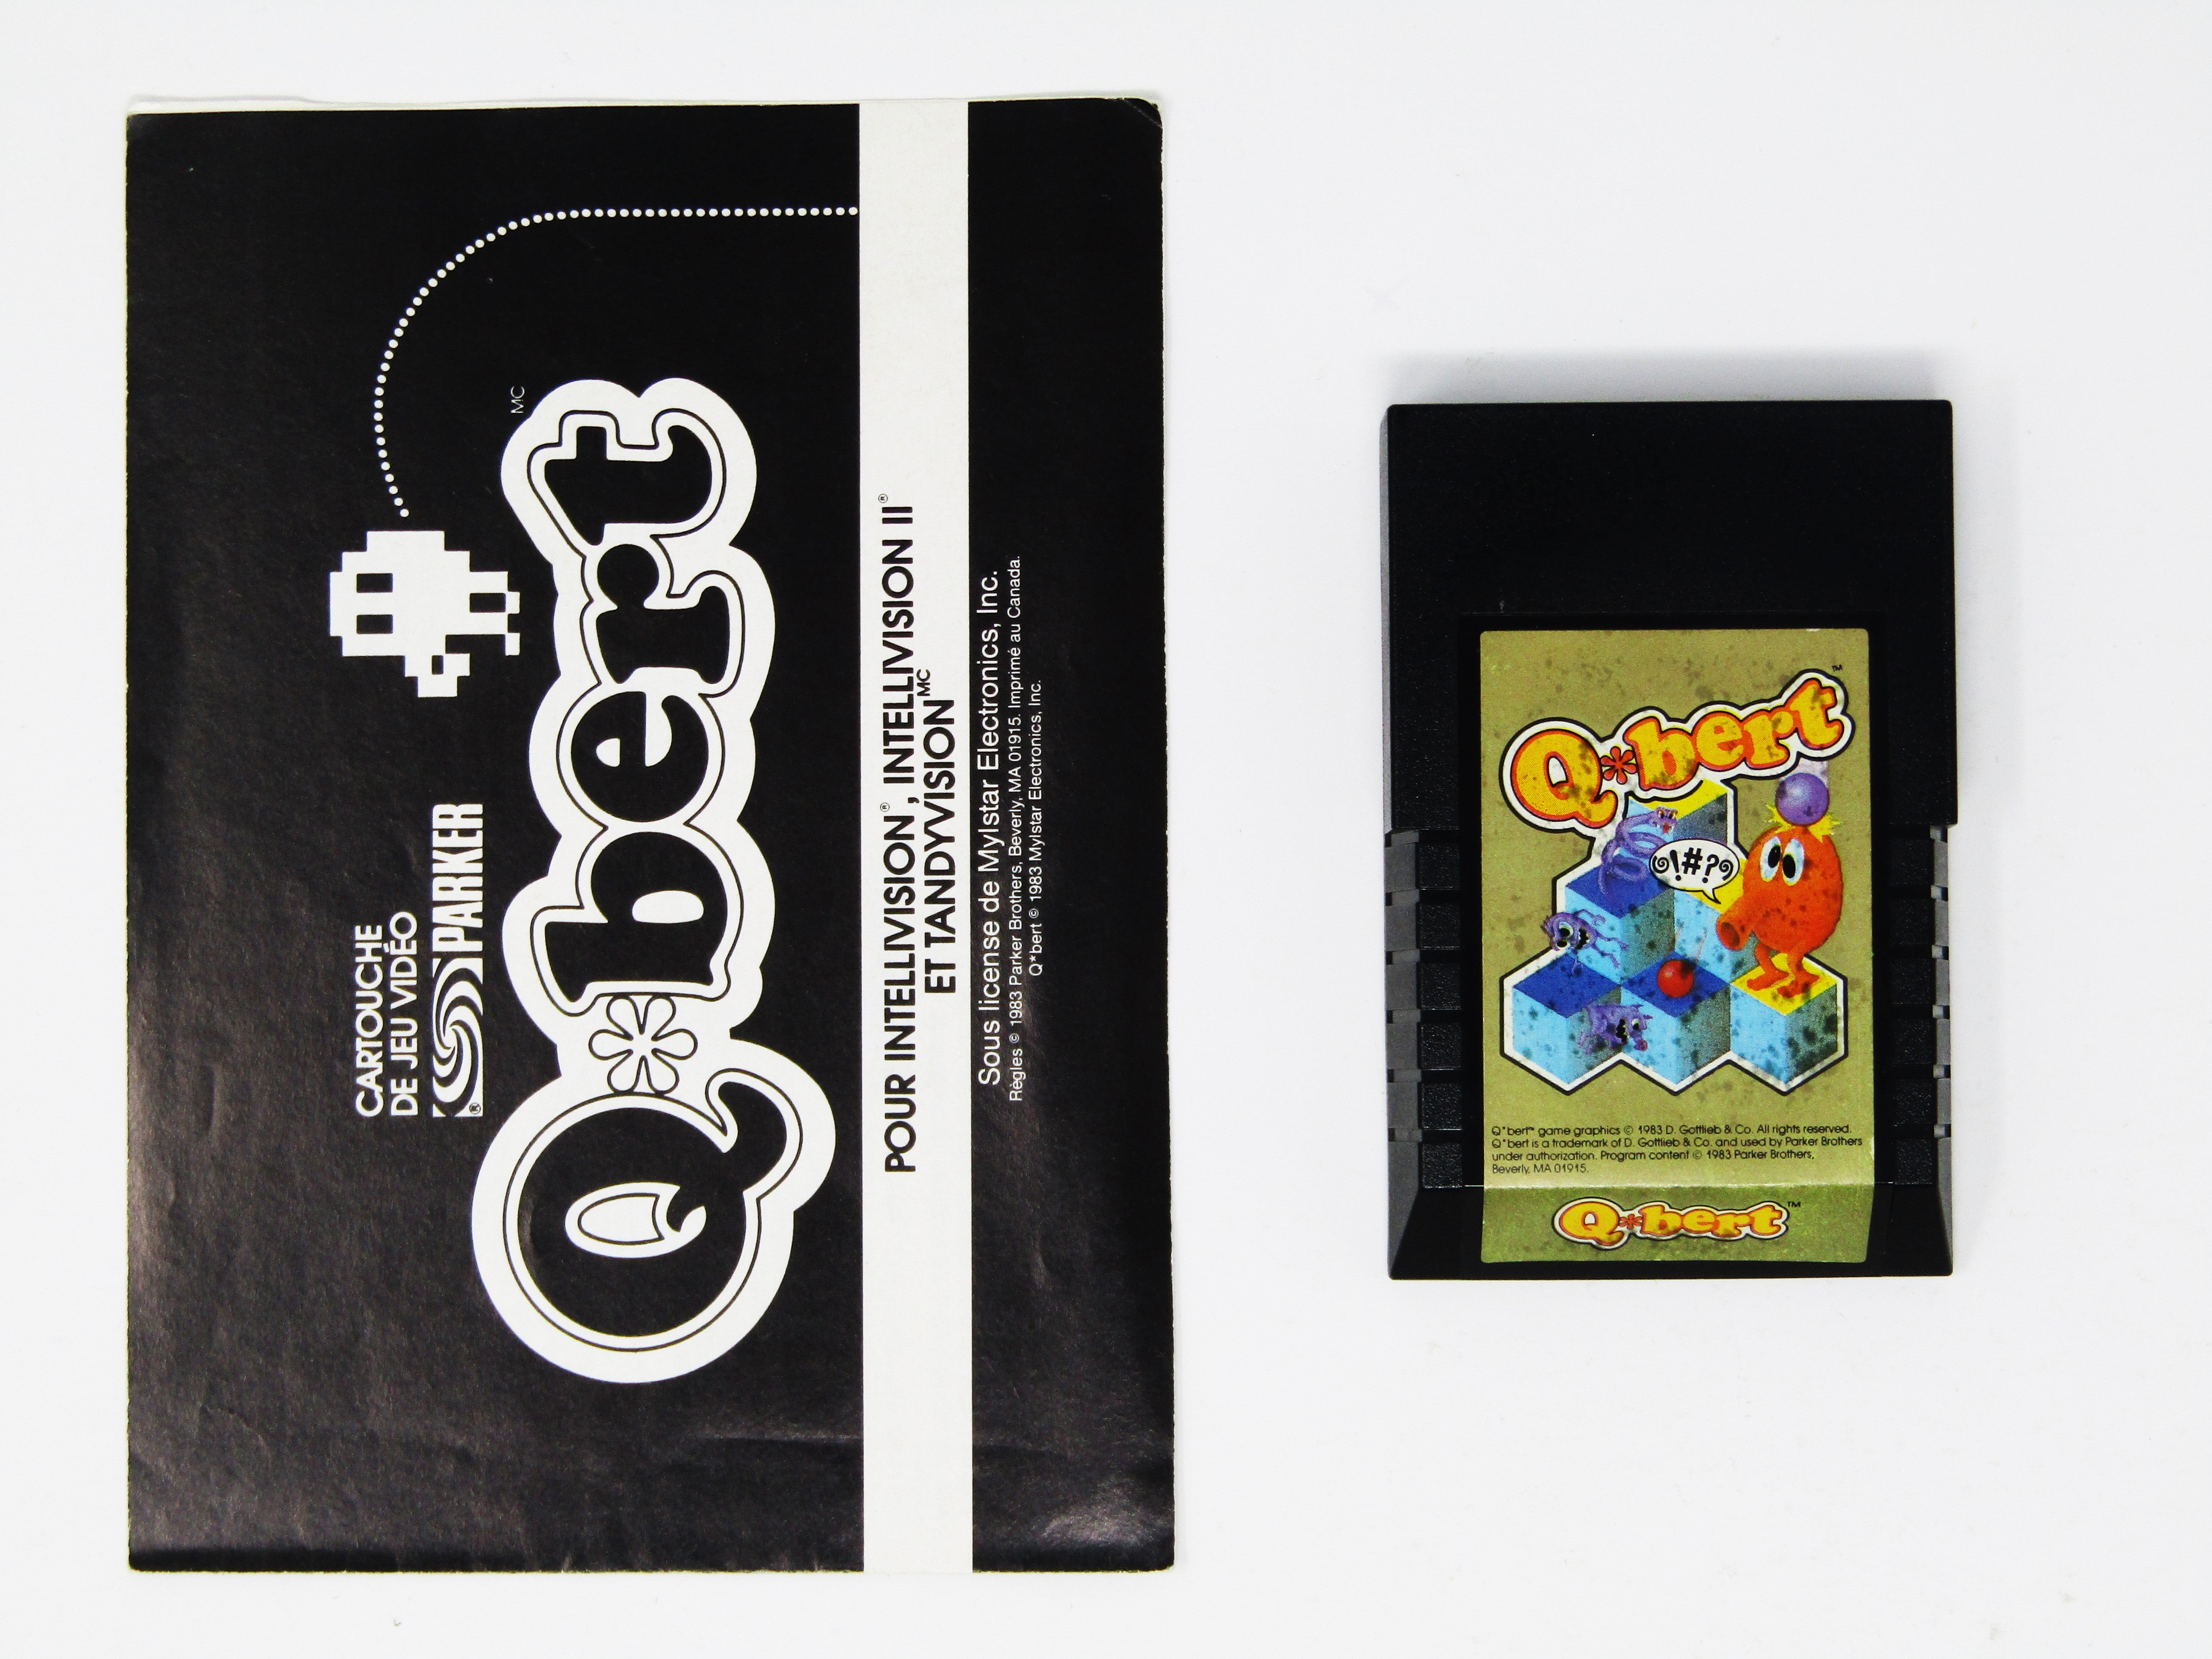 CARTOUCHE
DE JEU VIDÉO
PARKER®
Q*bert MC
POUR INTELLIVISION®, INTELLIVISION II®
ET TANDYVISION MC
Sous license de Mylstar Electronics, Inc.
Règles © 1983 Parker Brothers, Beverly, MA 01915. Imprimé au Canada.
Q*bert © 1983 Mylstar Electronics, Inc.
Q*bert™
@!#?@
Q*bert™ game graphics © 1983 D. Gottlieb & Co. All rights reserved.
Q*bert is a trademark of D. Gottlieb & Co. and used by Parker Brothers
under authorization. Program content © 1983 Parker Brothers,
Beverly, MA 01915.
Q*bert™